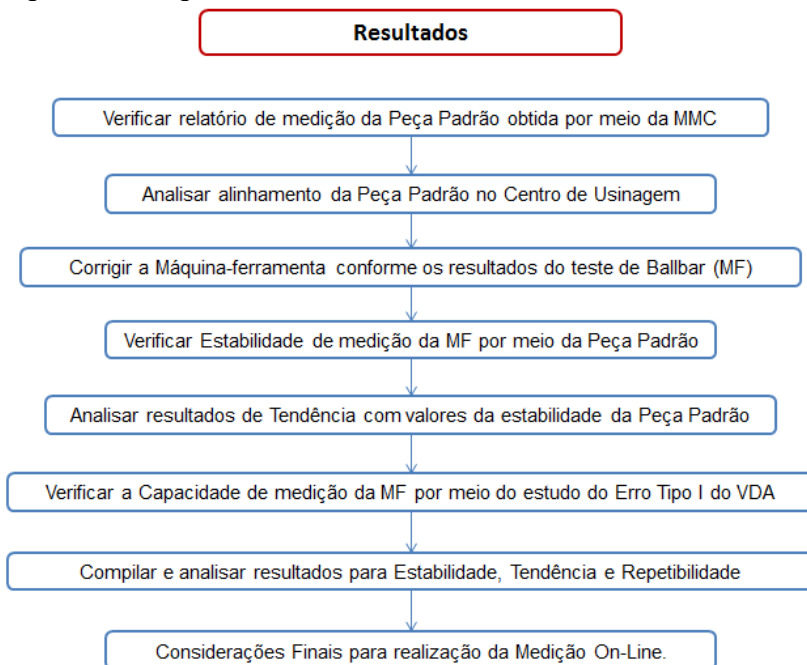 Resultados
Verificar relatório de medição da Peça Padrão obtida por meio da MMC
Analisar alinhamento da Peça Padrão no Centro de Usinagem
Corrigir a Máquina-ferramenta conforme os resultados do teste de Ballbar (MF)
Verificar Estabilidade de medição da MF por meio da Peça Padrão
Analisar resultados de Tendência com valores da estabilidade da Peça Padrão
Verificar a Capacidade de medição da MF por meio do estudo do Erro Tipo I do VDA
Compilar e analisar resultados para Estabilidade, Tendência e Repetibilidade
Considerações Finais para realização da Medição On-Line.